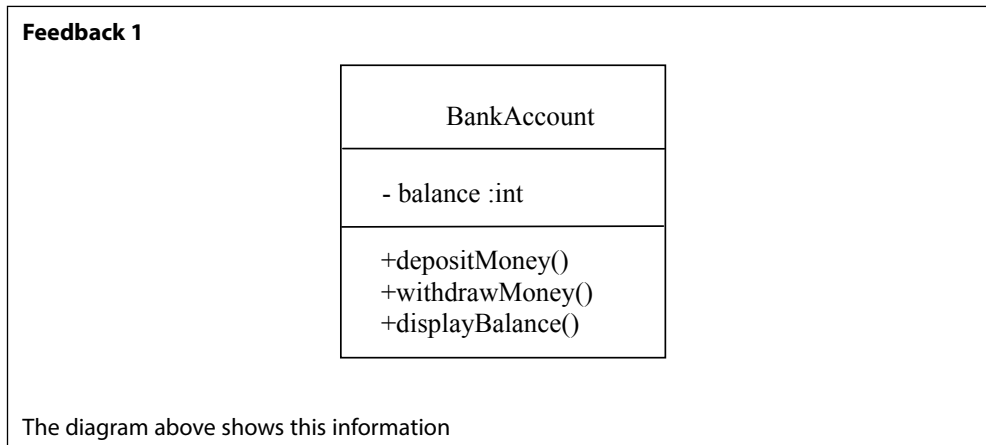 Feedback 1
BankAccount
- balance :int
+depositMoney()
+withdrawMoney()
+displayBalance()
The diagram above shows this information